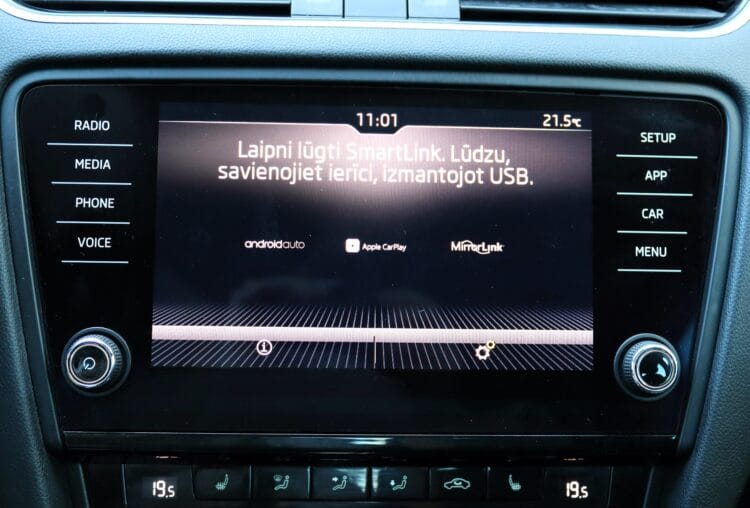 11:01
21.5°C
RADIO
MEDIA
PHONE
VOICE
Laipni lūgti SmartLink. Lūdzu,
savienojiet ierīci, izmantojot USB.
androidauto
Apple CarPlay
MirrorLink
SETUP
APP
CAR
MENU
19.5
19.5